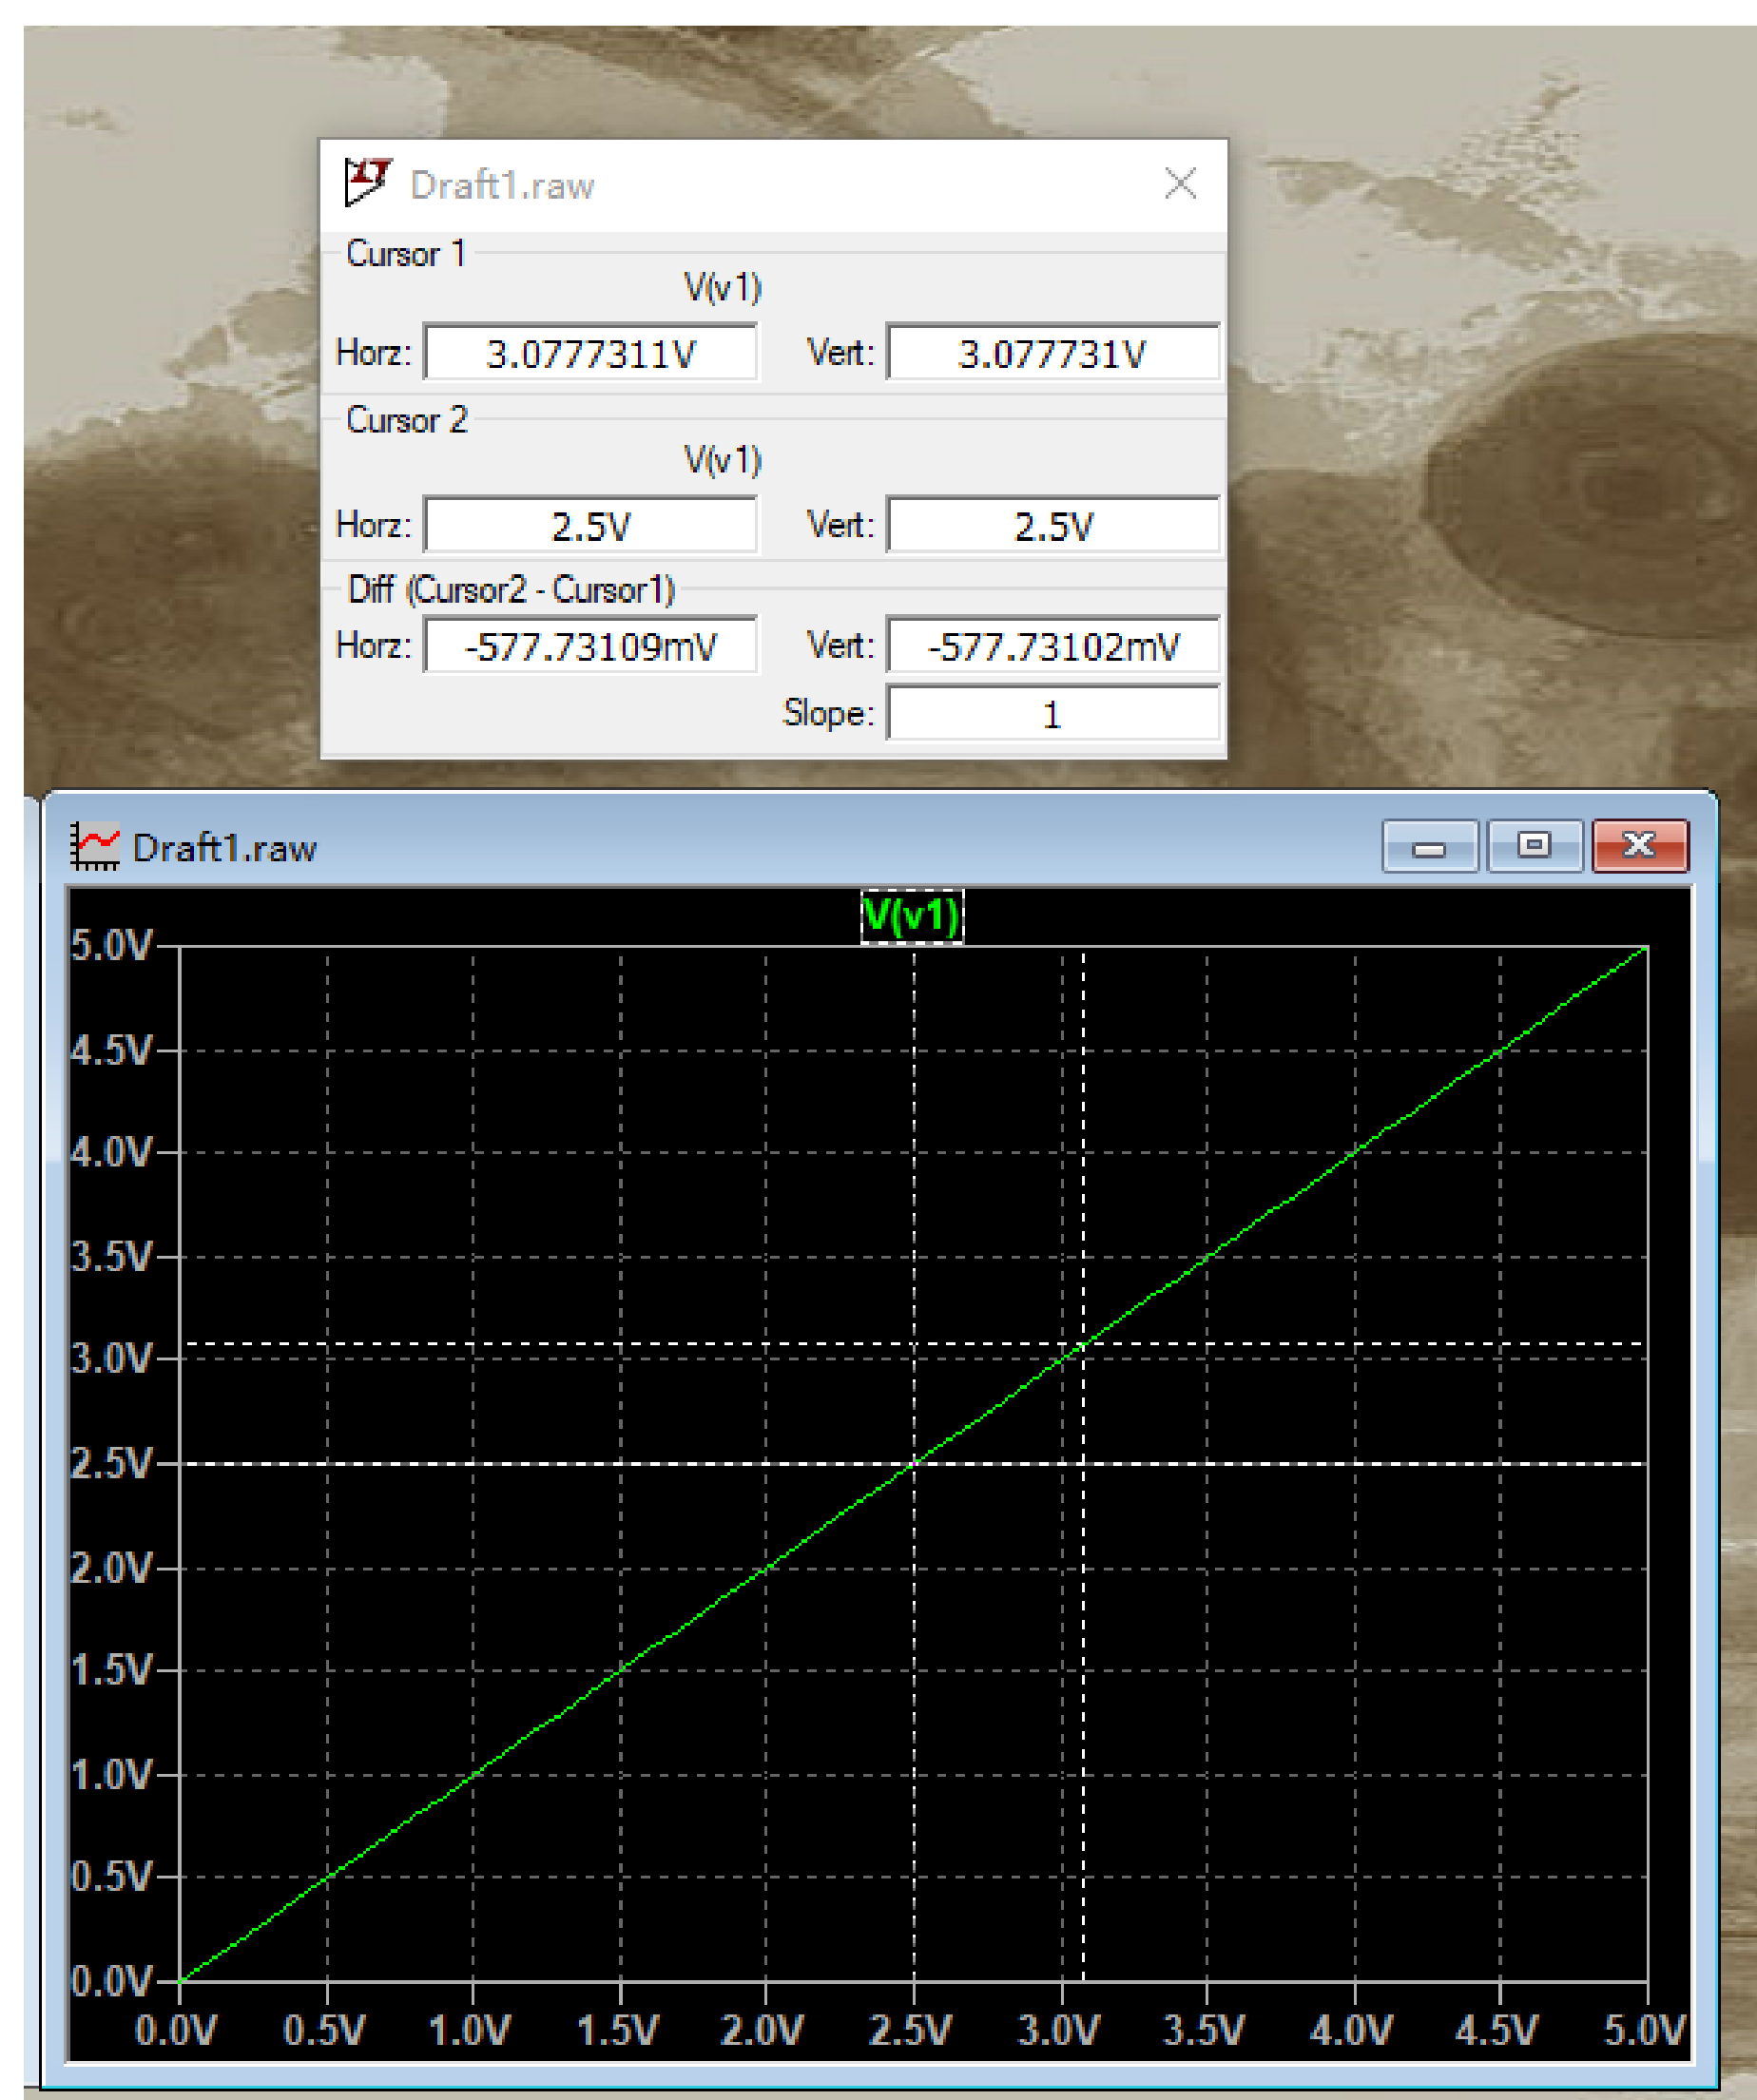 Draft1.raw
Cursor 1
V(v1)
Horz: 3.0777311V Vert: 3.077731V
Cursor 2
V(v1)
Horz: 2.5V Vert: 2.5V
Diff (Cursor2 - Cursor1)
Horz: -577.73109mV Vert: -577.73102mV
Slope: 1
Draft1.raw
V(v1)
5.0V
4.5V
4.0V
3.5V
3.0V
2.5V
2.0V
1.5V
1.0V
0.5V
0.0V
0.0V 0.5V 1.0V 1.5V 2.0V 2.5V 3.0V 3.5V 4.0V 4.5V 5.0V